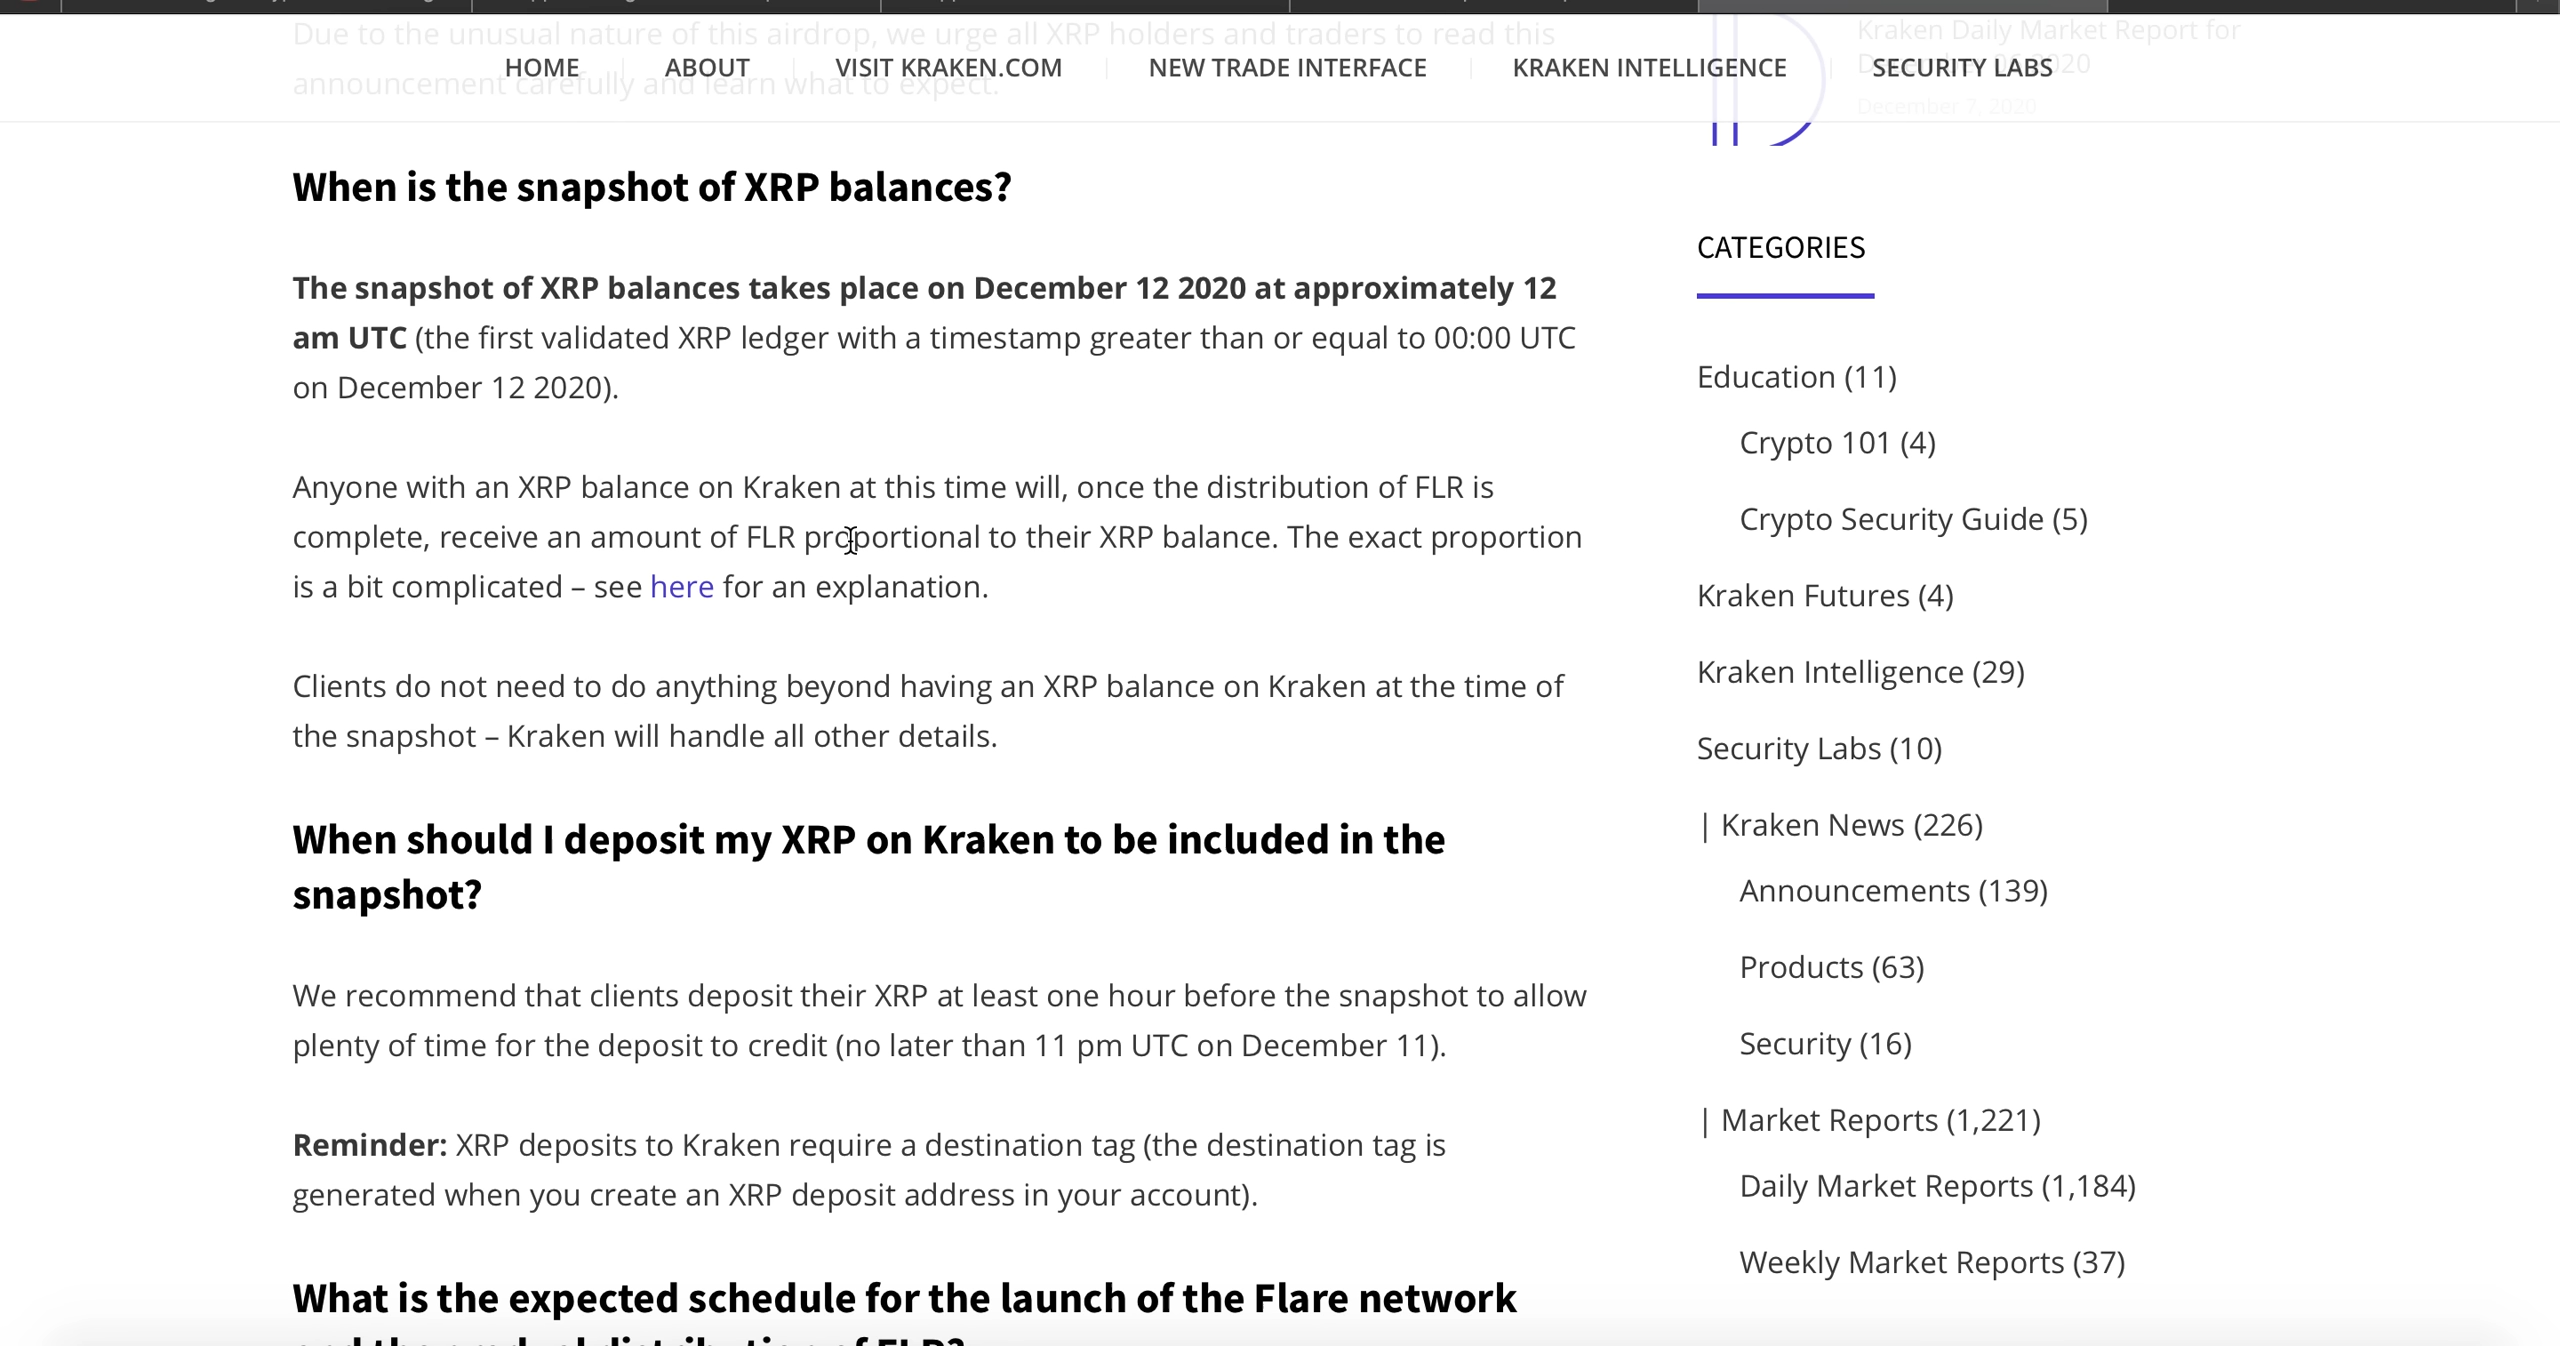 Due to the unusual nature of this airdrop, we urge all XRP holders and traders to read this
announcement carefully and learn what to expect.
HOME
ABOUT
VISIT KRAKEN.COM
NEW TRADE INTERFACE
KRAKEN INTELLIGENCE
SECURITY LABS
Kraken Daily Market Report for
2020
December 7, 2020
When is the snapshot of XRP balances?
The snapshot of XRP balances takes place on December 12 2020 at approximately 12
am UTC (the first validated XRP ledger with a timestamp greater than or equal to 00:00 UTC
on December 12 2020).
Anyone with an XRP balance on Kraken at this time will, once the distribution of FLR is
complete, receive an amount of FLR proportional to their XRP balance. The exact proportion
is a bit complicated – see here for an explanation.
Clients do not need to do anything beyond having an XRP balance on Kraken at the time of
the snapshot – Kraken will handle all other details.
When should I deposit my XRP on Kraken to be included in the
snapshot?
We recommend that clients deposit their XRP at least one hour before the snapshot to allow
plenty of time for the deposit to credit (no later than 11 pm UTC on December 11).
Reminder: XRP deposits to Kraken require a destination tag (the destination tag is
generated when you create an XRP deposit address in your account).
What is the expected schedule for the launch of the Flare network
and the gradual distribution of FLR?
CATEGORIES
Education (11)
Crypto 101 (4)
Crypto Security Guide (5)
Kraken Futures (4)
Kraken Intelligence (29)
Security Labs (10)
| Kraken News (226)
Announcements (139)
Products (63)
Security (16)
| Market Reports (1,221)
Daily Market Reports (1,184)
Weekly Market Reports (37)